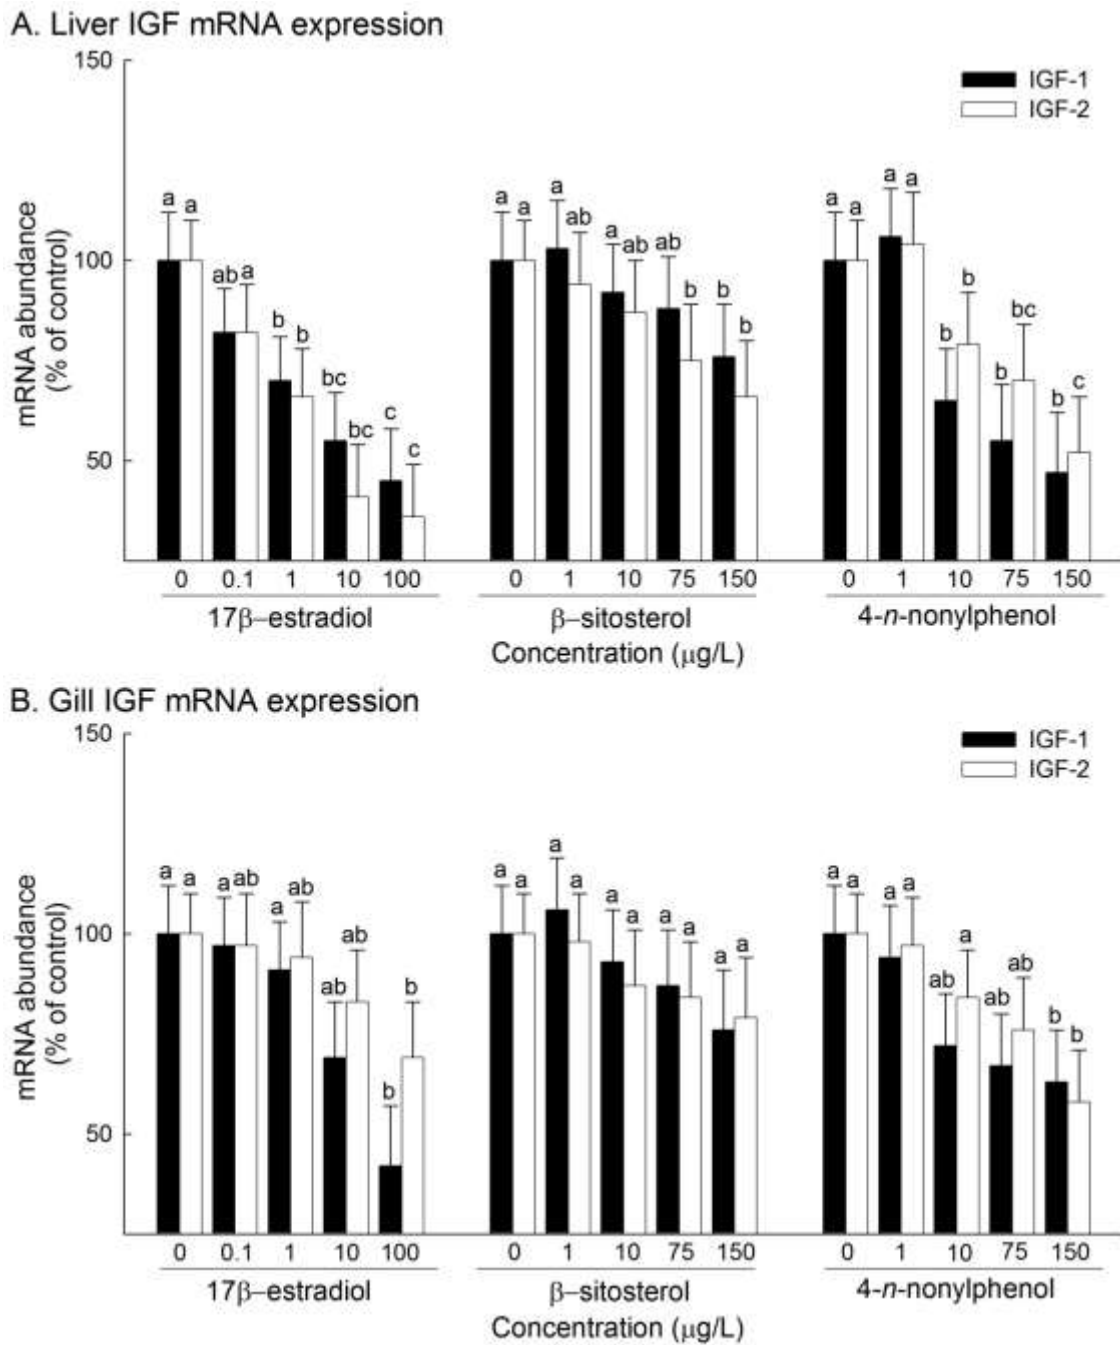 A. Liver IGF mRNA expression
150
IGF-1
IGF-2
mRNA abundance
(% of control)
100
50
a a ab a b b bc bc c c
a a a ab a ab ab b b b
a a a a b b b bc b c
0 0.1 1 10 100
0 1 10 75 150
0 1 10 75 150
17β–estradiol
β–sitosterol
4-n-nonylphenol
Concentration (μg/L)
B. Gill IGF mRNA expression
150
IGF-1
IGF-2
mRNA abundance
(% of control)
100
50
a a a ab a ab ab ab b b
a a a a a a a a a a
a a a a ab a ab ab b b
0 0.1 1 10 100
0 1 10 75 150
0 1 10 75 150
17β–estradiol
β–sitosterol
4-n-nonylphenol
Concentration (μg/L)